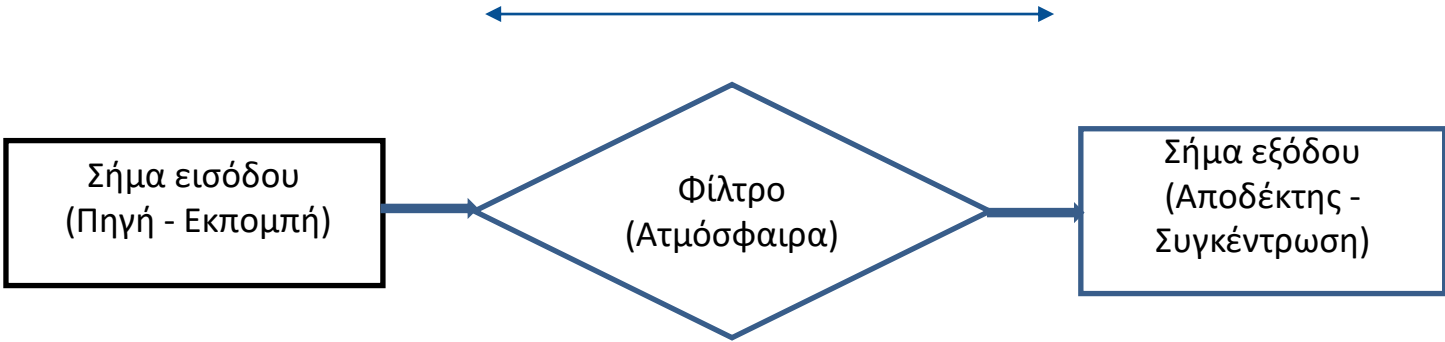 Σήμα εισόδου
(Πηγή - Εκπομπή)
Φίλτρο
(Ατμόσφαιρα)
Σήμα εξόδου
(Αποδέκτης -
Συγκέντρωση)